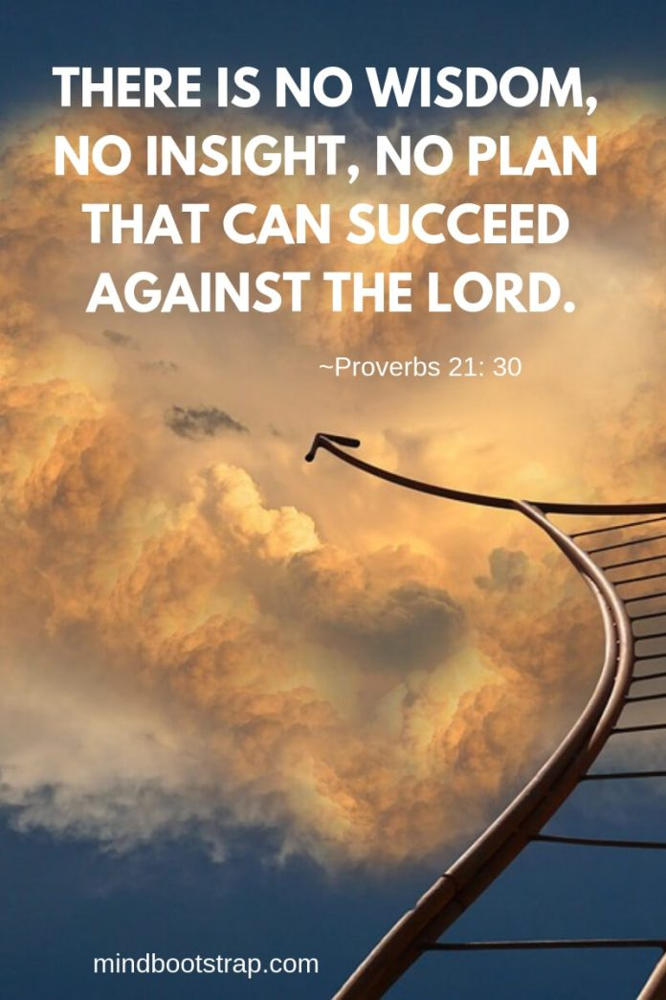 THERE IS NO WISDOM,
NO INSIGHT, NO PLAN
THAT CAN SUCCEED
AGAINST THE LORD.
~Proverbs 21: 30
mindbootstrap.com